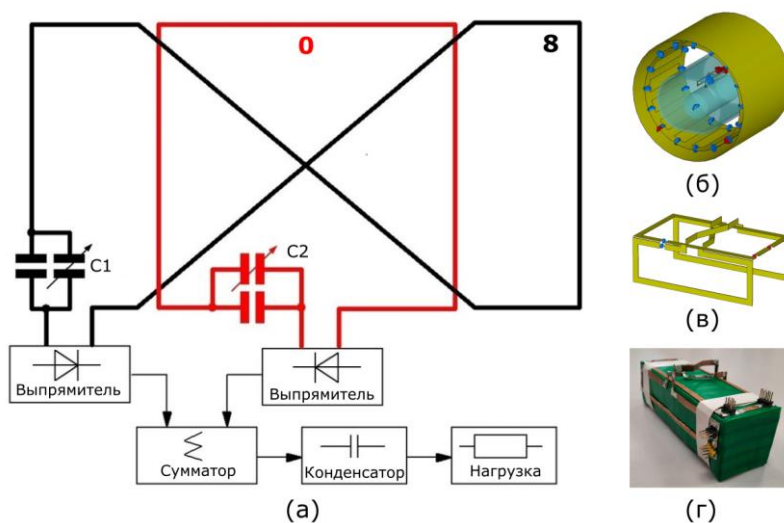 0
8
C1
C2
Выпрямитель
Выпрямитель
Сумматор
Конденсатор
Нагрузка
(а)
(б)
(в)
(г)